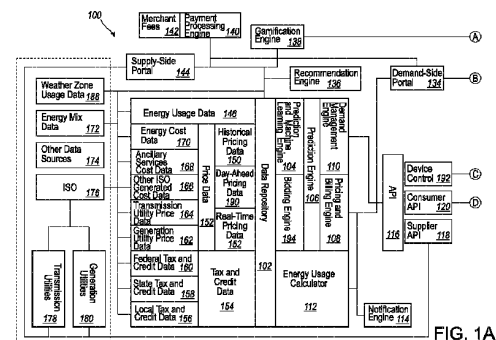 100
Merchant
Fees
142
Payment
Processing
Engine 140
Gamification
Engine
138
A
Supply-Side
Portal
144
Recommendation
Engine
136
Demand-Side
Portal
134
B
Weather Zone
Usage Data
188
Energy Mix
Data
172
Other Data
Sources
174
ISO
176
Transmission
Utilities
178
Generation
Utilities
180
Energy Usage Data 146
Energy Cost
Data
170
Ancillary
Services
Cost Data
168
Other ISO
Generated
Cost Data
166
Transmission
Utility Price
Data
164
Generation
Utility Price
Data
162
Federal Tax and
Credit Data 160
State Tax and
Credit Data 158
Local Tax and
Credit Data 156
Price Data
152
Historical
Pricing
Data
150
Day-Ahead
Pricing
Data
190
Real-Time
Pricing
Data
152
Tax and
Credit
Data
154
Data Repository
102
Prediction
and Machine
Learning Engine
104
Bidding Engine
194
Prediction Engine
106
Demand
Management
Engine
110
Pricing and
Billing Engine
108
Energy Usage
Calculator
112
API
116
Device
Control 192
C
Consumer
API
120
D
Supplier
API
118
Notification
Engine 114
FIG. 1A